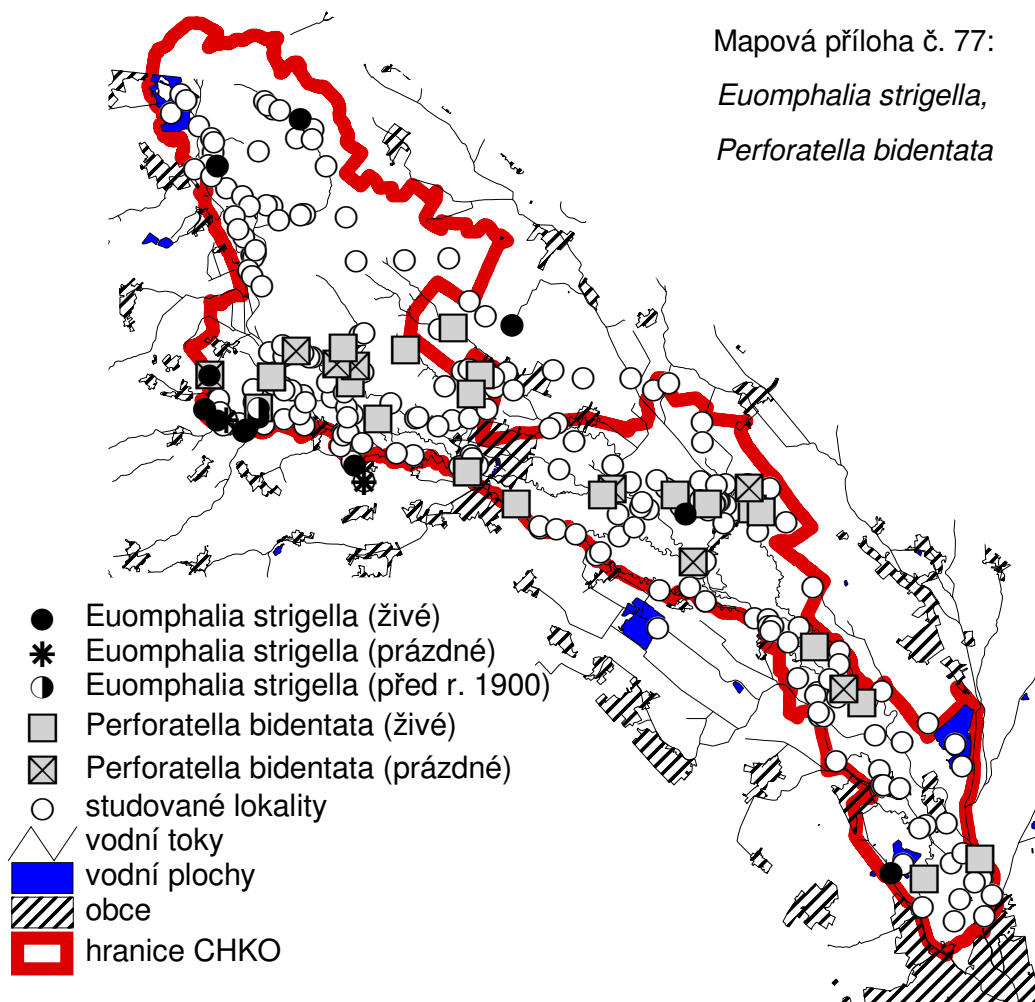 Mapová příloha č. 77:
Euomphalia strigella,
Perforatella bidentata
Euomphalia strigella (živé)
Euomphalia strigella (prázdné)
Euomphalia strigella (před r. 1900)
Perforatella bidentata (živé)
Perforatella bidentata (prázdné)
studované lokality
vodní toky
vodní plochy
obce
hranice CHKO